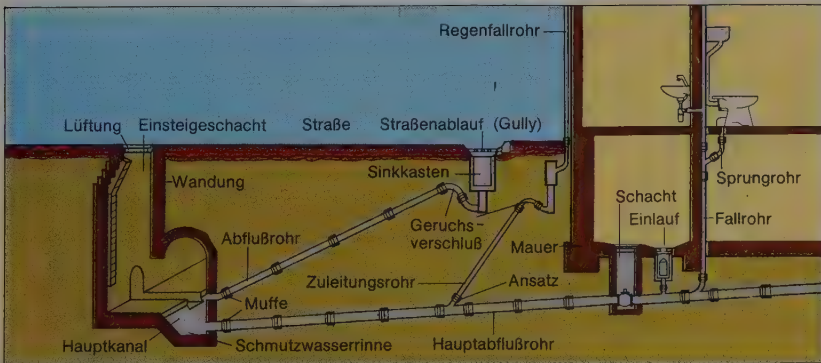 Regenfallrohr
Lüftung Einsteigeschacht Straße Straßenablauf (Gully)
Wandung
Sinkkasten
Sprungrohr
Schacht
Einlauf
Fallrohr
Geruchs-
verschluß
Abflußrohr
Mauer
Zuleitungsrohr
Ansatz
Muffe
Hauptkanal
Schmutzwasserrinne
Hauptabflußrohr